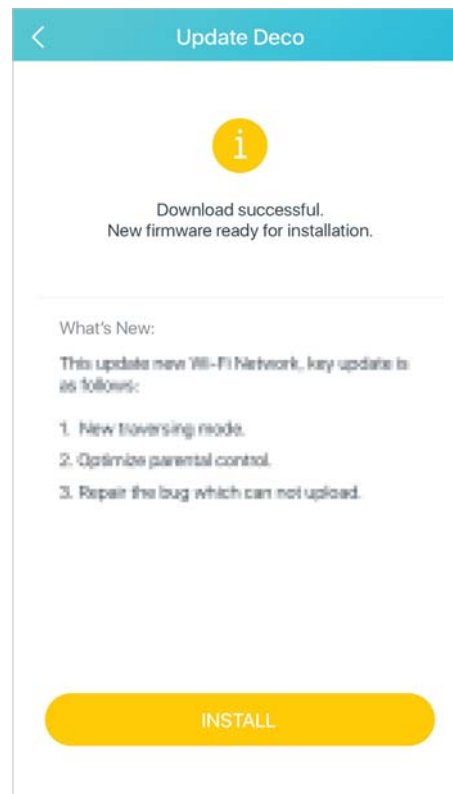 Update Deco
i
Download successful.
New firmware ready for installation.
What's New:
This update new Wi-Fi Network, key update is
as follows:
1. New traversing mode.
2. Optimize parental control.
3. Repair the bug which can not upload.
INSTALL